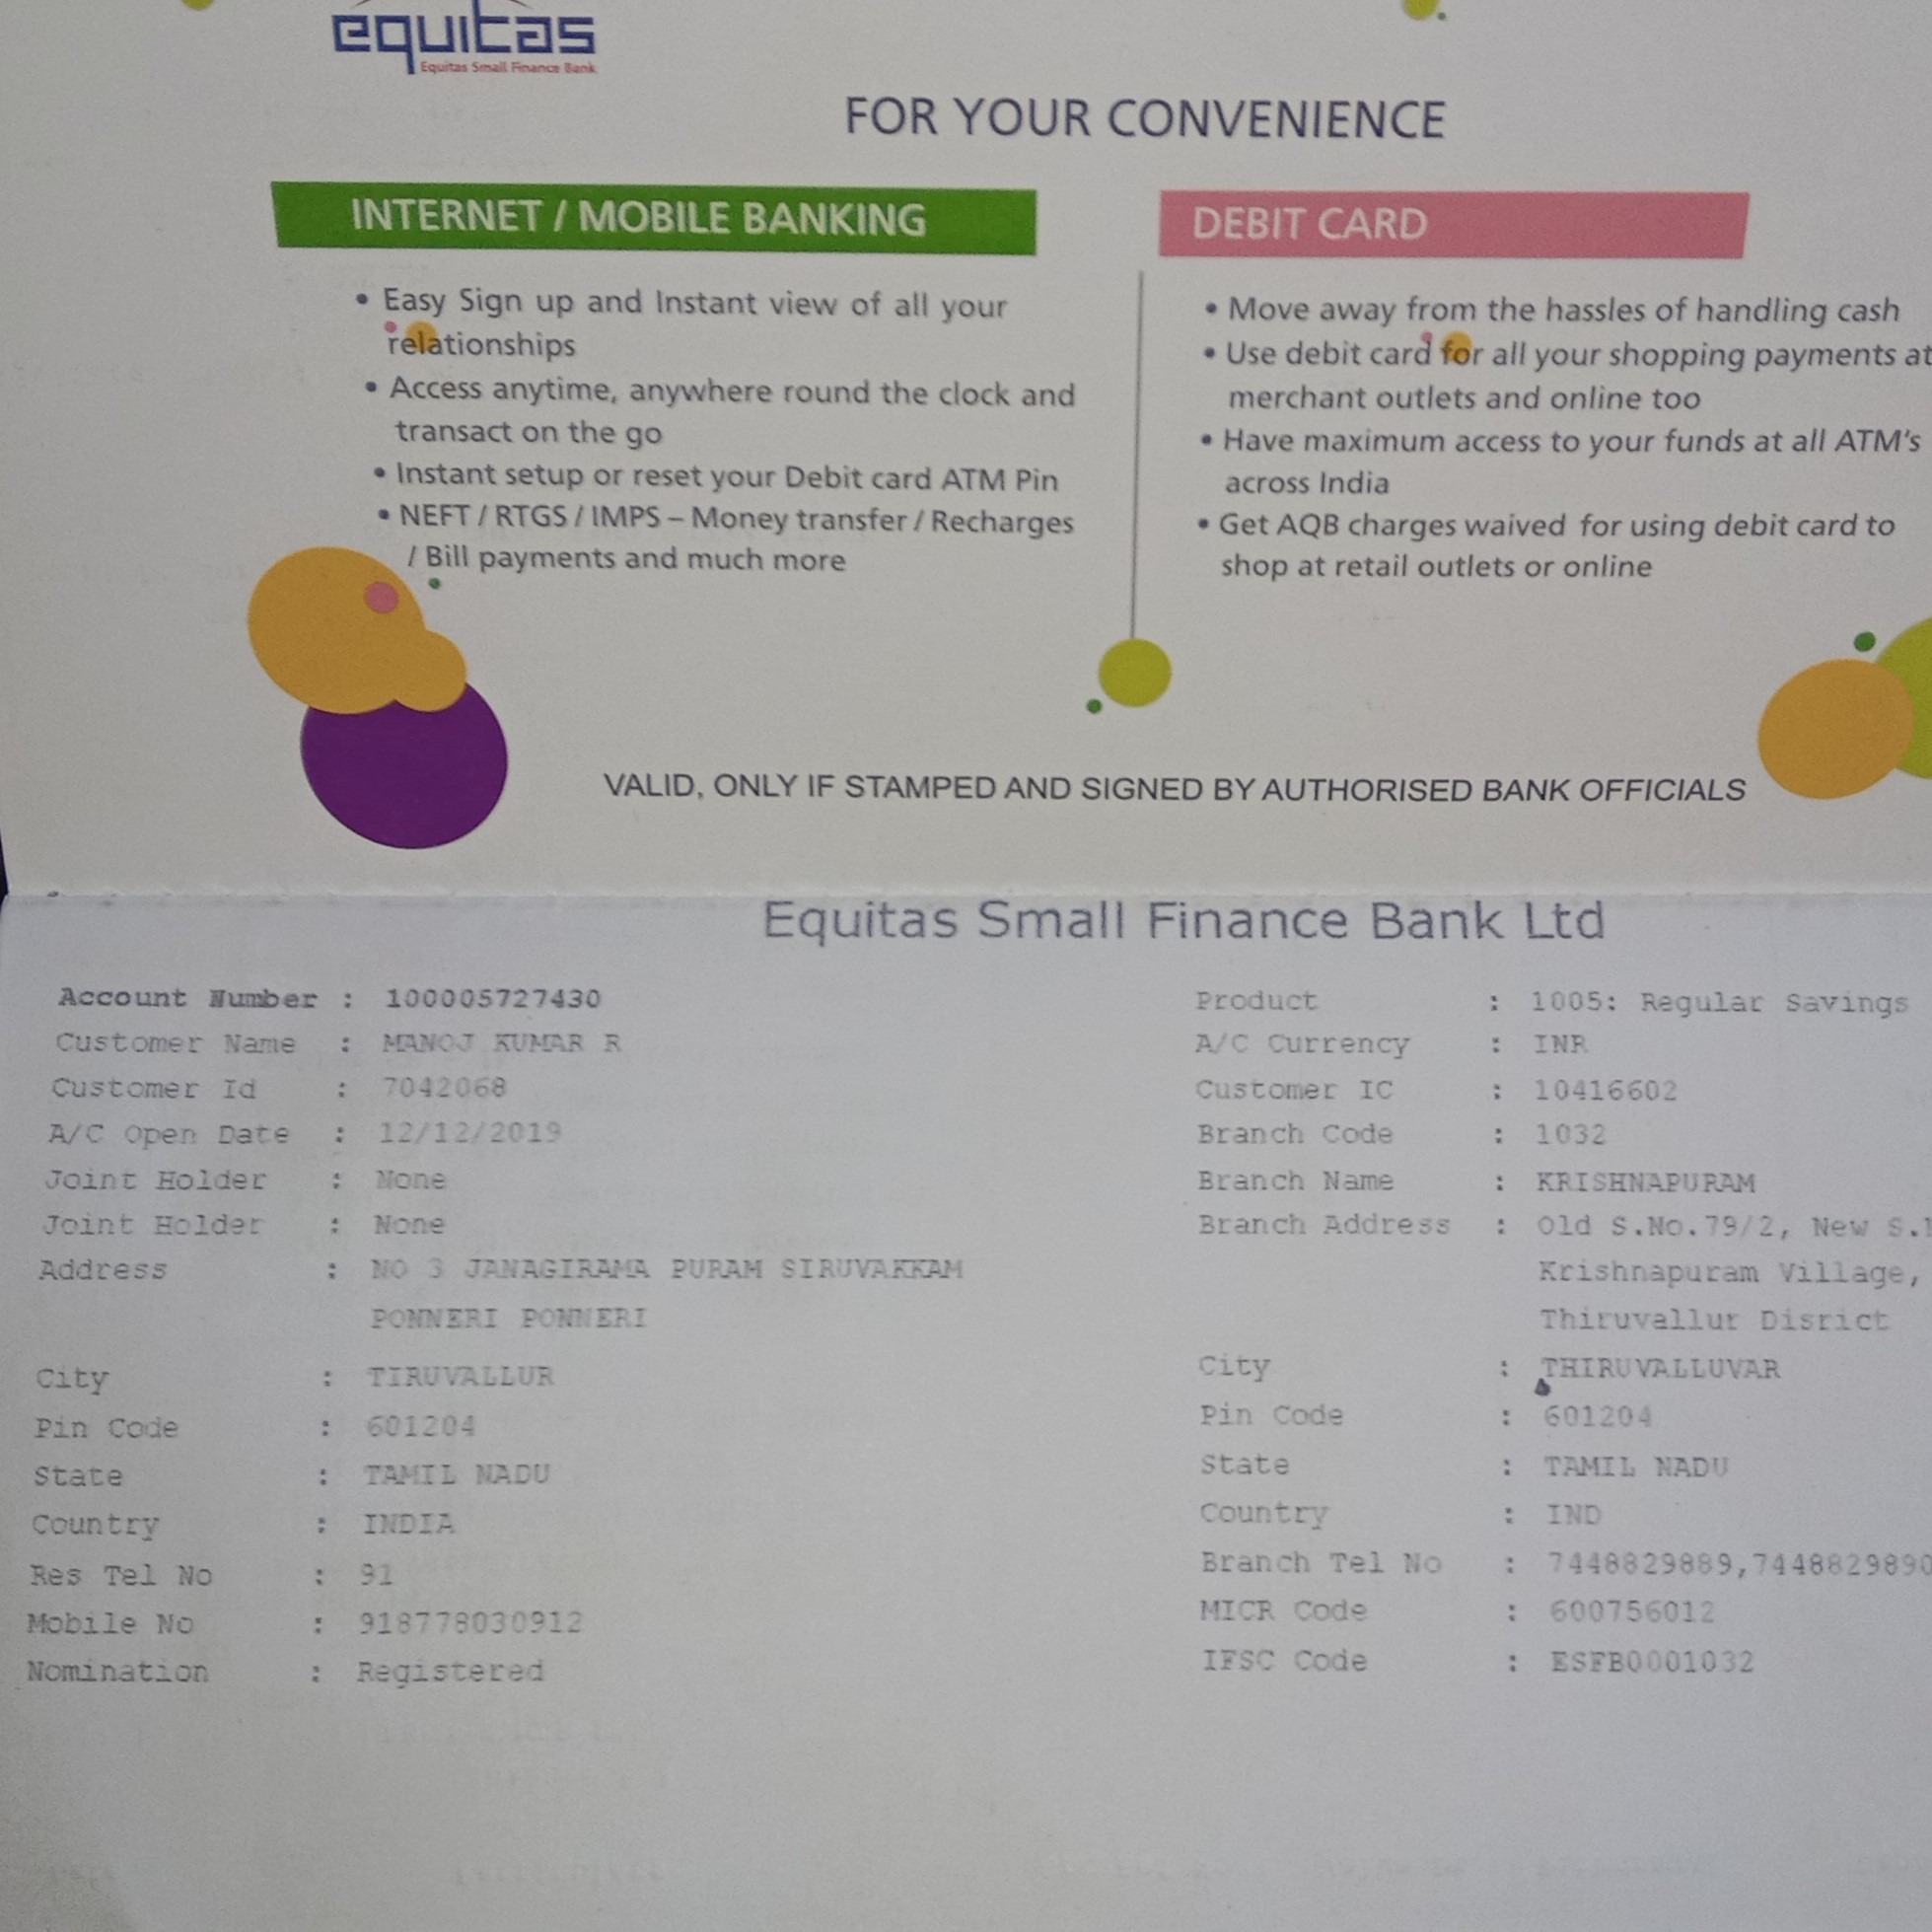 equitas
Equitas Small Finance Bank
FOR YOUR CONVENIENCE
INTERNET / MOBILE BANKING
• Easy Sign up and Instant view of all your
relationships
• Access anytime, anywhere round the clock and
transact on the go
• Instant setup or reset your Debit card ATM Pin
• NEFT / RTGS / IMPS – Money transfer / Recharges
/ Bill payments and much more
DEBIT CARD
• Move away from the hassles of handling cash
• Use debit card for all your shopping payments at
merchant outlets and online too
• Have maximum access to your funds at all ATM's
across India
• Get AQB charges waived for using debit card to
shop at retail outlets or online
VALID, ONLY IF STAMPED AND SIGNED BY AUTHORISED BANK OFFICIALS
Equitas Small Finance Bank Ltd
Account Number : 100005727430
Customer Name : MANOJ KUMAR R
Customer Id : 7042068
A/C Open Date : 12/12/2019
Joint Holder : None
Joint Holder : None
Address : NO 3 JANAGIRAMA PURAM SIRUVAKKAM
PONNERI PONNERI
City : TIRUVALLUR
Pin Code : 601204
State : TAMIL NADU
Country : INDIA
Res Tel No : 91
Mobile No : 918778030912
Nomination : Registered
Product : 1005: Regular Savings
A/C Currency : INR
Customer IC : 10416602
Branch Code : 1032
Branch Name : KRISHNAPURAM
Branch Address : Old S.No.79/2, New S.
Krishnapuram Village,
Thiruvallur Disrict
City : THIRUVALLUVAR
Pin Code : 601204
State : TAMIL NADU
Country : IND
Branch Tel No : 7448829889,7448829890
MICR Code : 600756012
IFSC Code : ESFB0001032